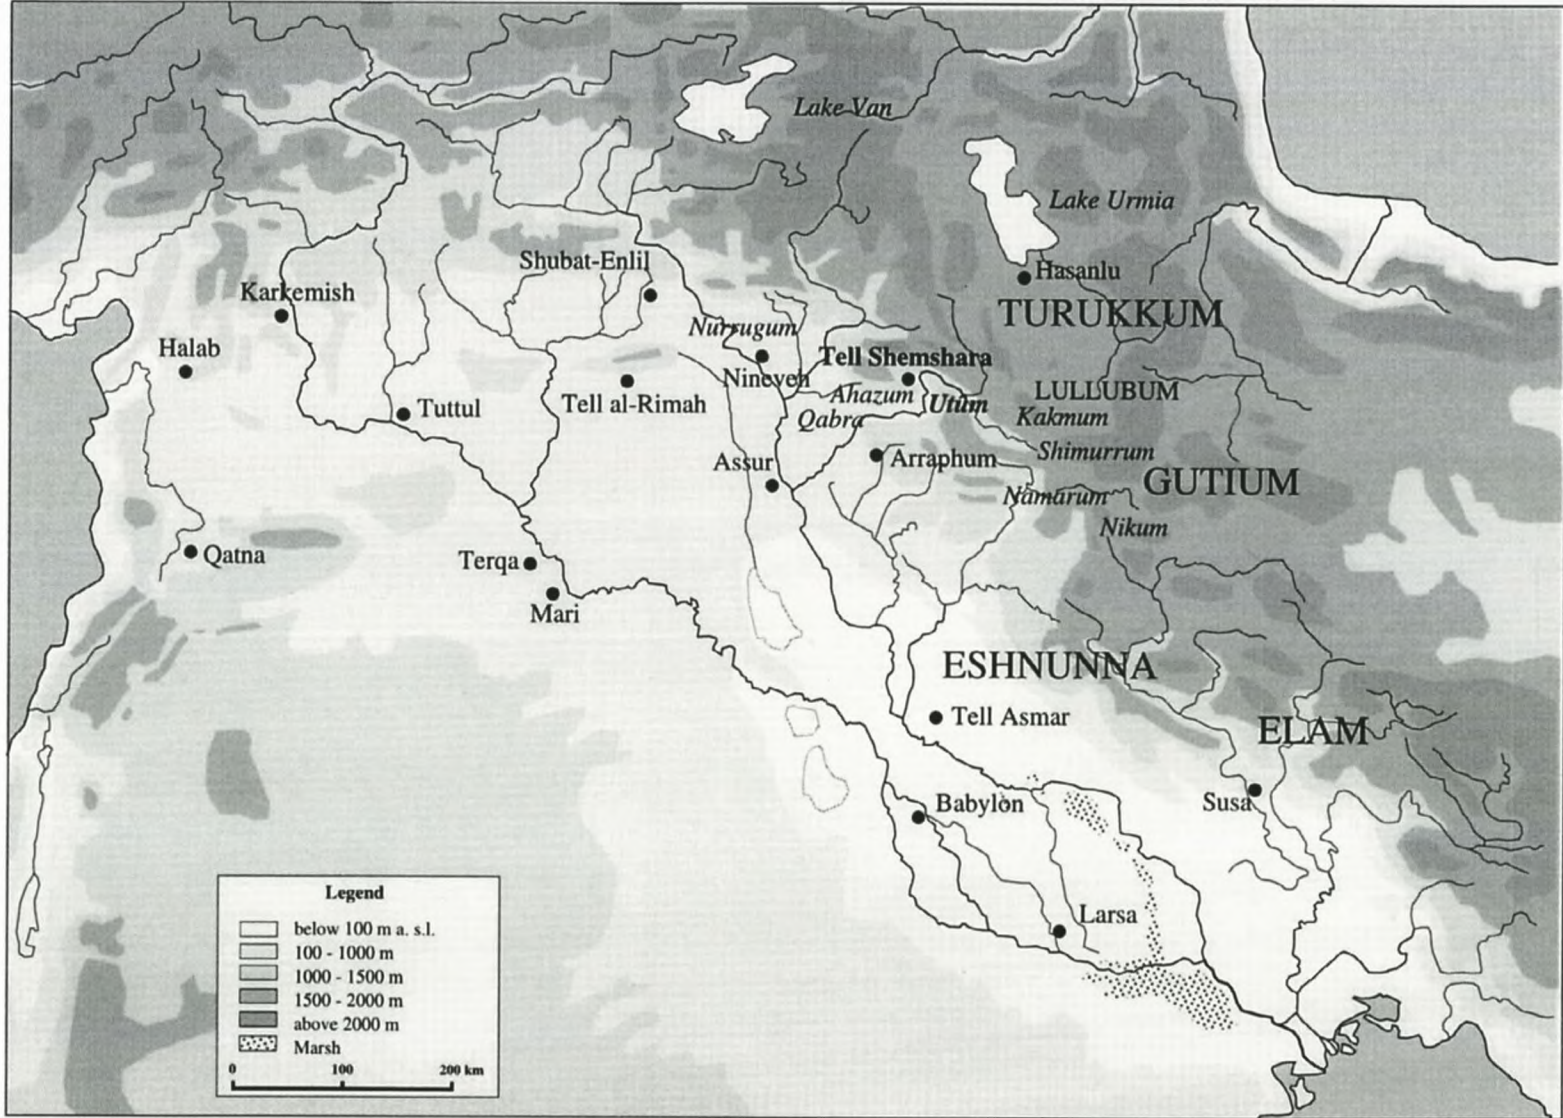 Lake Van
Lake Urmia
Shubat-Enlil
Hasanlu
Karkemish
TURUKKUM
Nurrugum
Halab
Tell Shemshara
Nineveh
LULLUBUM
Ahazum
Tell al-Rimah
Utûm
Tuttul
Qabra
Kakmum
Shimurrum
Arraphum
Assur
GUTIUM
Namarum
Nikum
Qatna
Terqa
Mari
ESHNUNNA
Tell Asmar
ELAM
Susa
Babylon
Larsa
Legend
below 100 m a. s.l.
100 - 1000 m
1000 - 1500 m
1500 - 2000 m
above 2000 m
Marsh
0 100 200 km